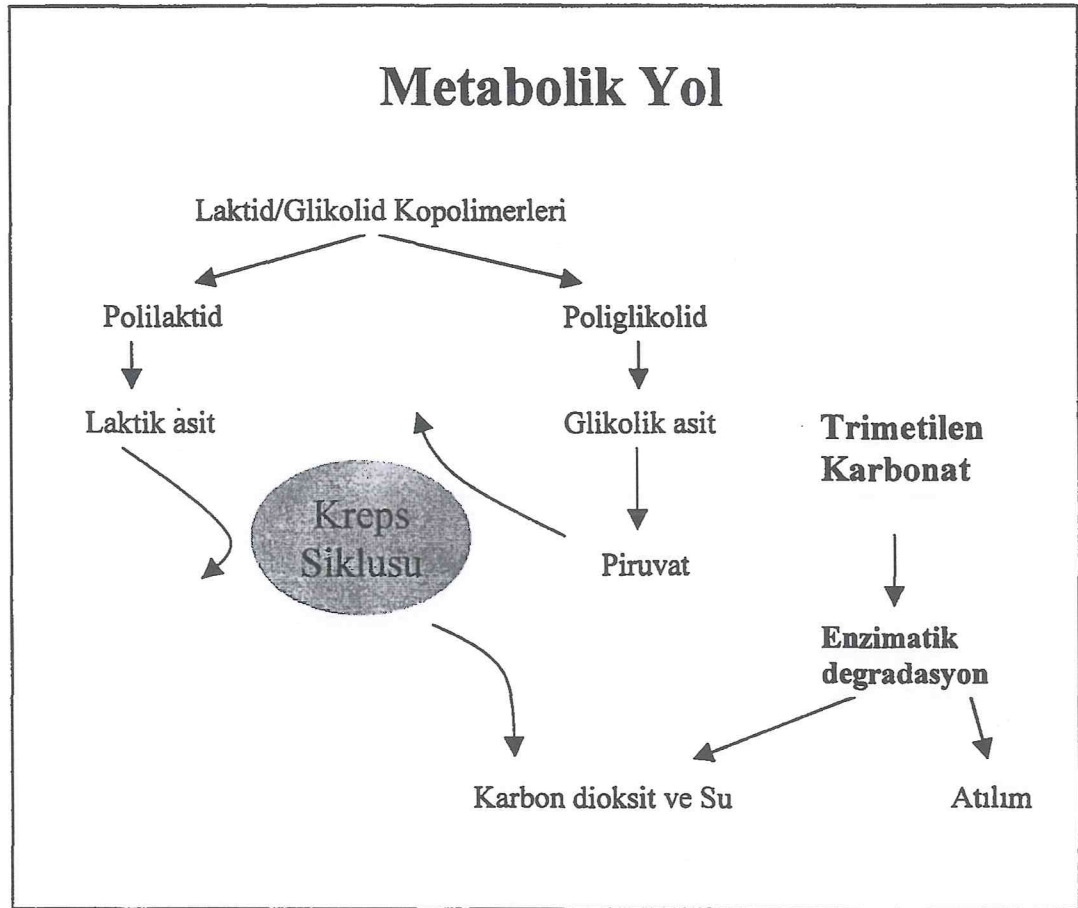 Metabolik Yol
Laktid/Glikolid Kopolimerleri
Polilaktid
Poliglikolid
Laktik asit
Glikolik asit
Trimetilen
Karbonat
Kreps
Siklusu
Piruvat
Enzimatik
degradasyon
Karbon dioksit ve Su
Atılım